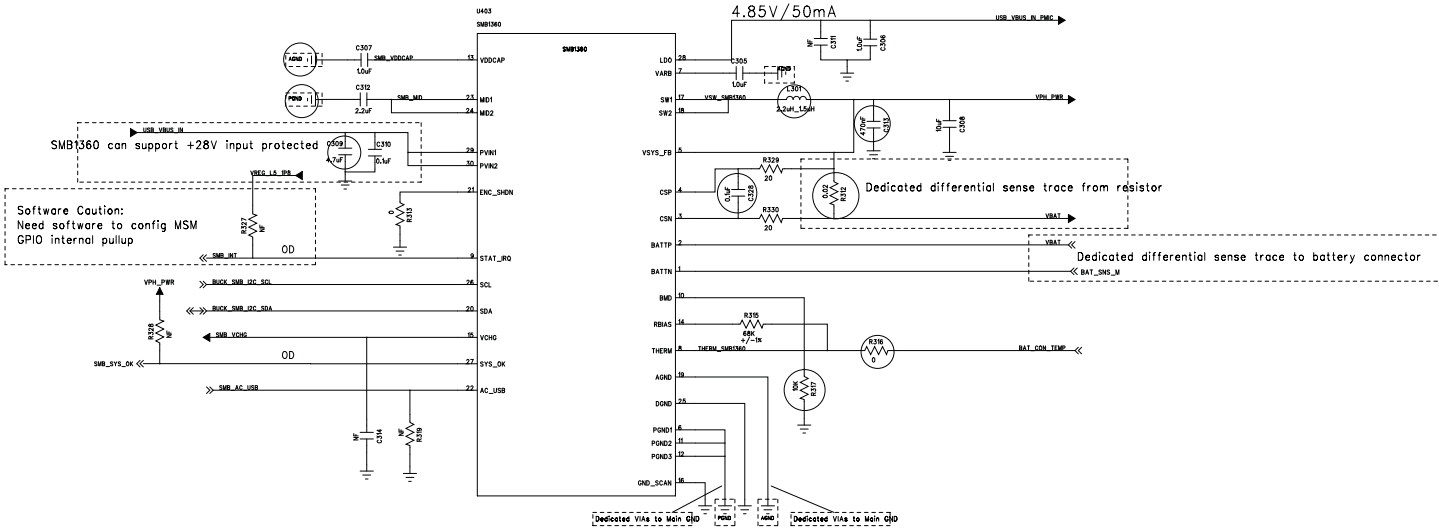 U403
SMB1360
SMB1360
4.85V/50mA
USB_VBUS_IN_PMIC
AGND
C307
1.0uF
SMB_VDDCAP
13 VDDCAP
PGND
C312
2.2uF
SMB_MID
23 MID1
24 MID2
USB_VBUS_IN
SMB1360 can support +28V input protected
C309
4.7uF
C310
0.1uF
29 PVIN1
30 PVIN2
VREG_L5_1P8
21 ENC_SHDN
0
R313
Software Caution:
Need software to config MSM
GPIO internal pullup
R327
NF
OD
SMB_INT
9 STAT_IRQ
VPH_PWR
BUCK_SMB_I2C_SCL
26 SCL
BUCK_SMB_I2C_SDA
20 SDA
R328
NF
SMB_VCHG
15 VCHG
SMB_SYS_OK
OD
27 SYS_OK
SMB_AC_USB
22 AC_USB
NF
C314
NF
R319
LDO 28
VARB 7
C305
1.0uF
AGND
NF
C311
1.0uF
C306
SW1 17
VSW_SMB1360
SW2 18
L301
2.2uH_1.5uH
VPH_PWR
470nF
C313
10uF
C308
VSYS_FB 5
R329
20
CSP 4
0.1uF
C328
0.02
R312
Dedicated differential sense trace from resistor
CSN 3
R330
20
VBAT
BATTP 2
VBAT
Dedicated differential sense trace to battery connector
BATTN 1
BAT_SNS_M
BMD 10
RBIAS 14
R315
68K
+/-1%
THERM 8
THERM_SMB1360
R316
0
BAT_CON_TEMP
AGND 19
10K
R317
DGND 25
PGND1 6
PGND2 11
PGND3 12
GND_SCAN 16
Dedicated VIAs to Main GND
PGND
AGND
Dedicated VIAs to Main GND